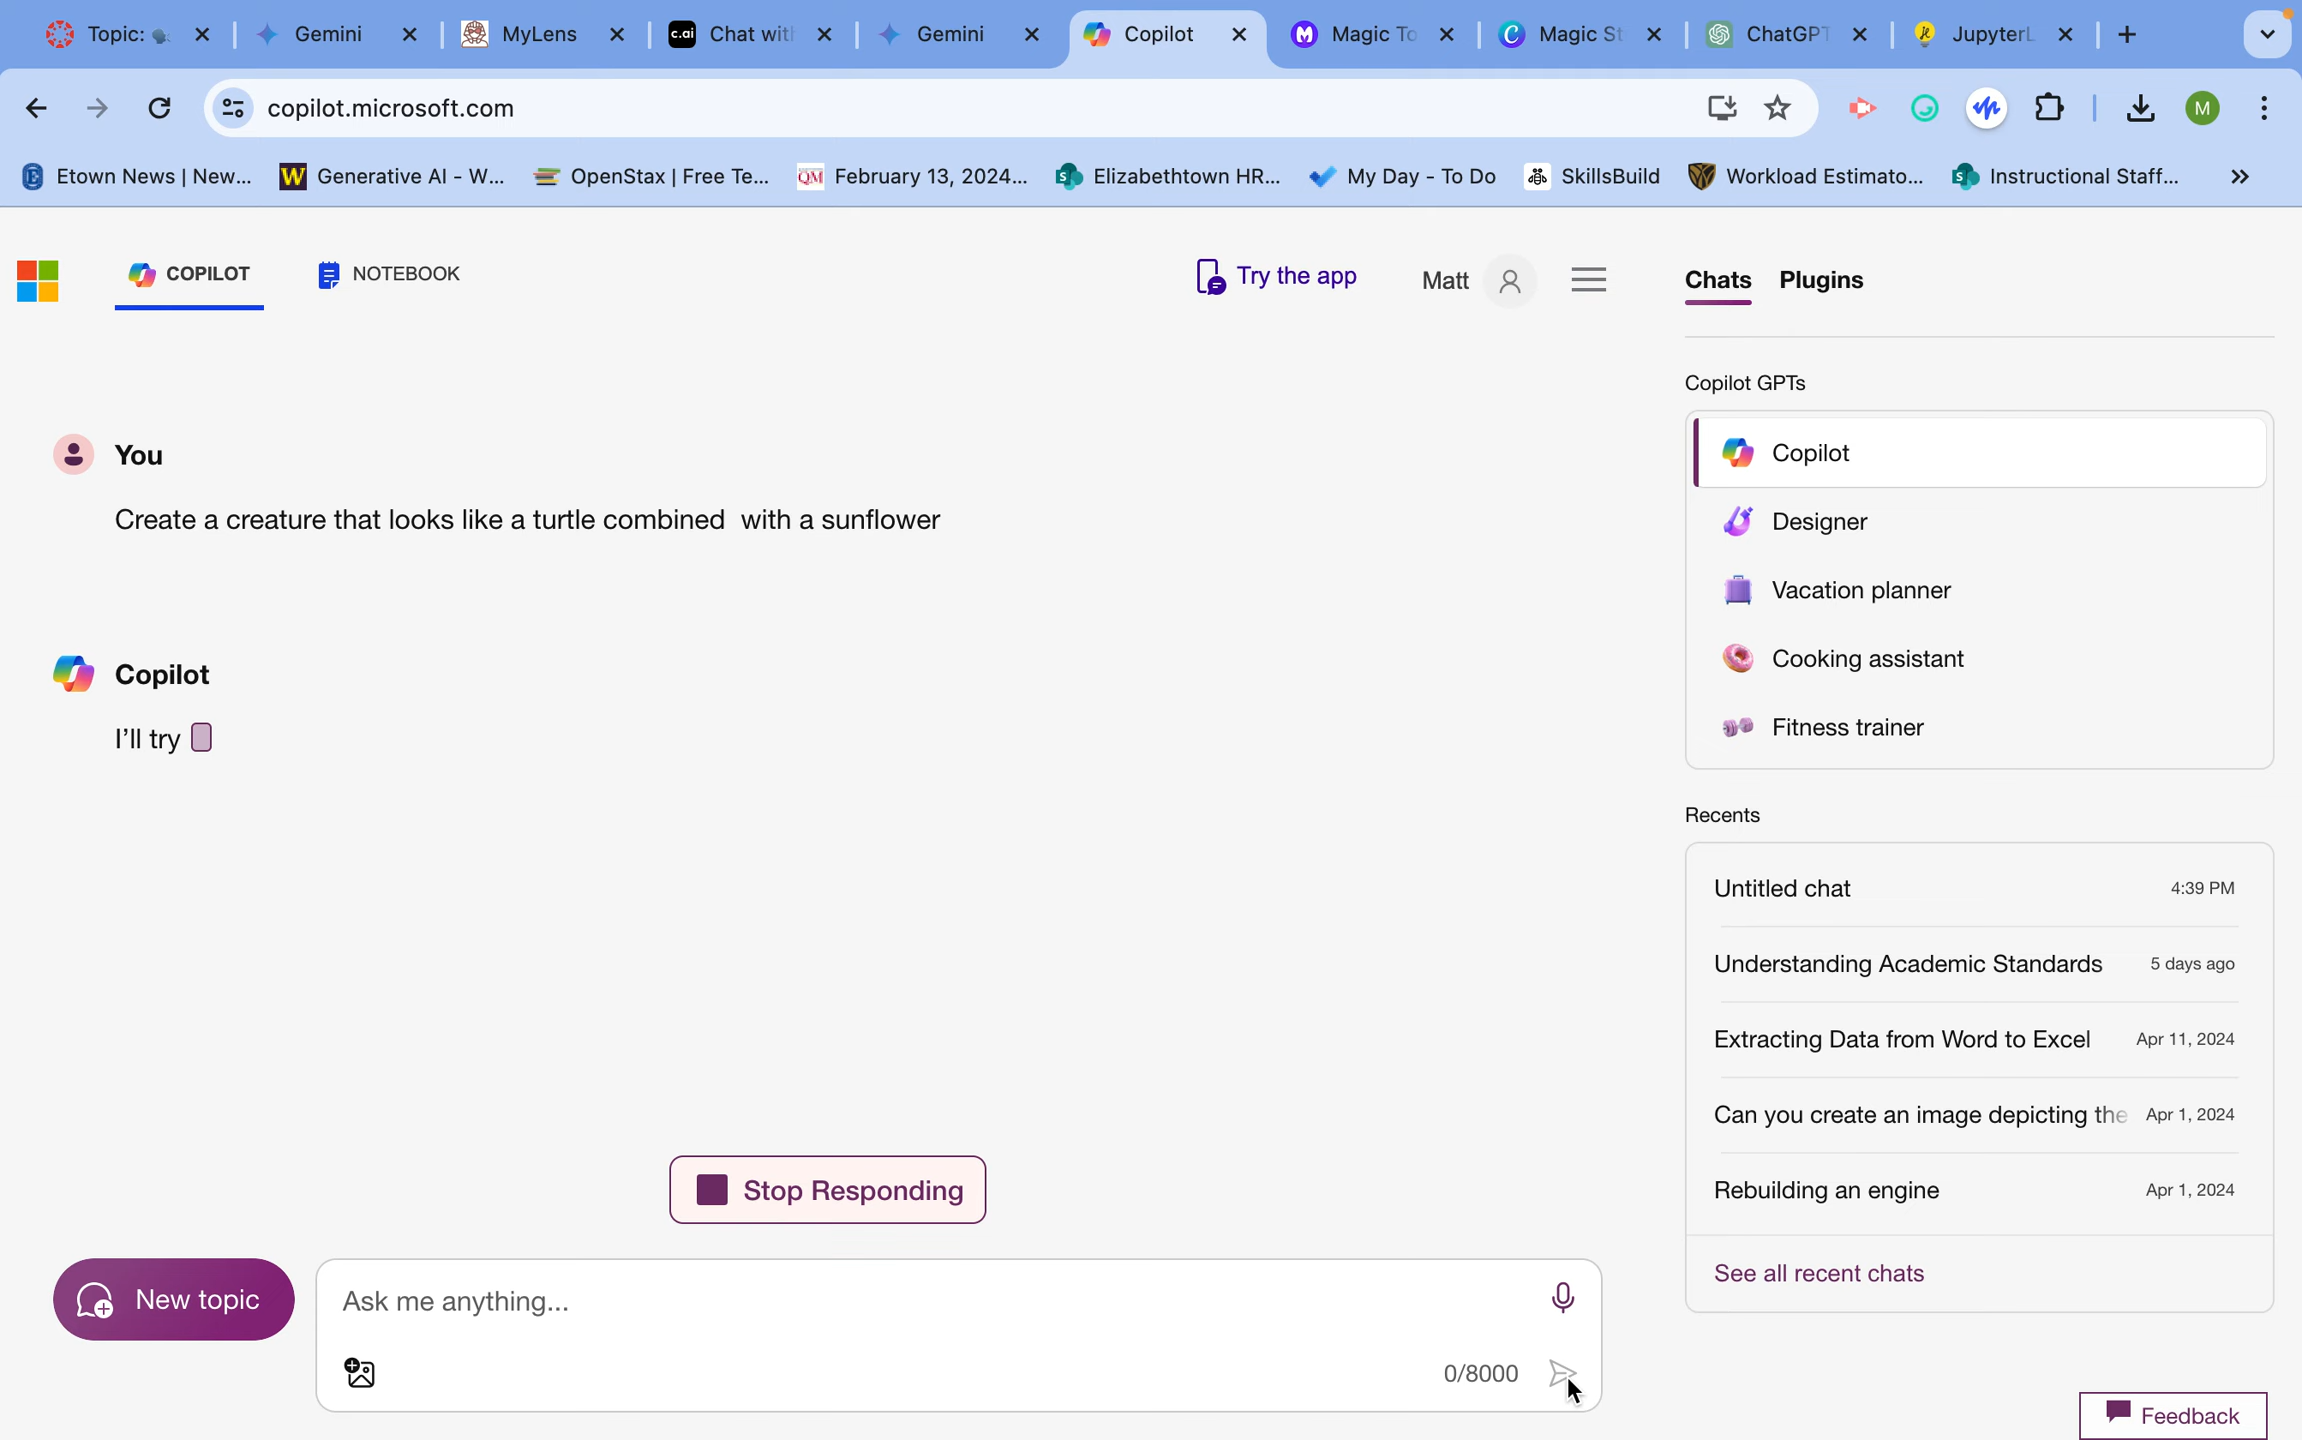 Topic:
Gemini
MyLens
c.ai Chat wit
Gemini
Copilot
Magic To
Magic St
ChatGPT
JupyterL
copilot.microsoft.com
M
Etown News | New...
W Generative AI - W...
OpenStax | Free Te...
QM February 13, 2024...
S Elizabethtown HR...
My Day - To Do
SkillsBuild
Workload Estimato...
S Instructional Staff...
COPILOT
NOTEBOOK
Try the app
Matt
Chats Plugins
Copilot GPTs
Copilot
Designer
Vacation planner
Cooking assistant
Fitness trainer
You
Create a creature that looks like a turtle combined  with a sunflower
Copilot
I’ll try
Recents
Untitled chat 4:39 PM
Understanding Academic Standards 5 days ago
Extracting Data from Word to Excel Apr 11, 2024
Can you create an image depicting the Apr 1, 2024
Rebuilding an engine Apr 1, 2024
See all recent chats
Stop Responding
New topic
Ask me anything...
0/8000
Feedback